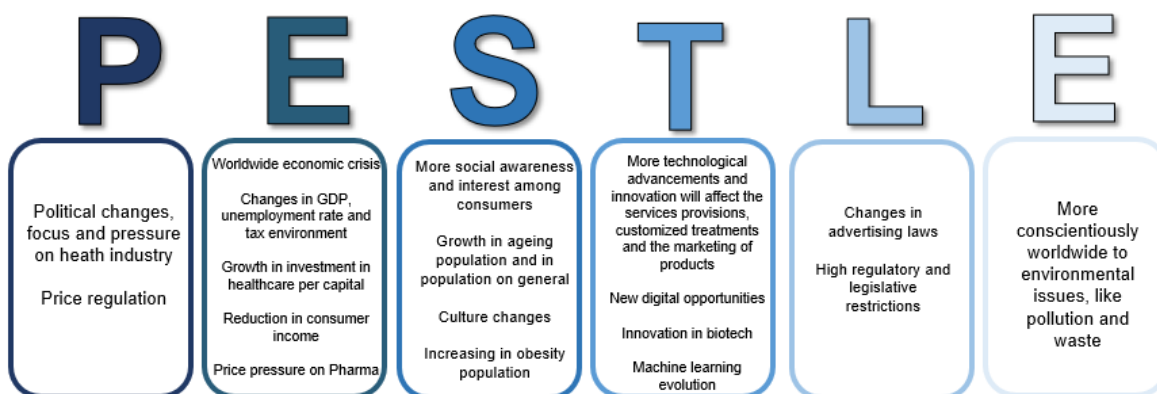 P
E
S
T
L
E
Political changes,
focus and pressure
on heath industry
Price regulation
Worldwide economic crisis
Changes in GDP,
unemployment rate and
tax environment
Growth in investment in
healthcare per capital
Reduction in consumer
income
Price pressure on Pharma
More social awareness
and interest among
consumers
Growth in ageing
population and in
population on general
Culture changes
Increasing in obesity
population
More technological
advancements and
innovation will affect the
services provisions,
customized treatments
and the marketing of
products
New digital opportunities
Innovation in biotech
Machine learning
evolution
Changes in
advertising laws
High regulatory and
legislative
restrictions
More
conscientiously
worldwide to
environmental
issues, like
pollution and
waste